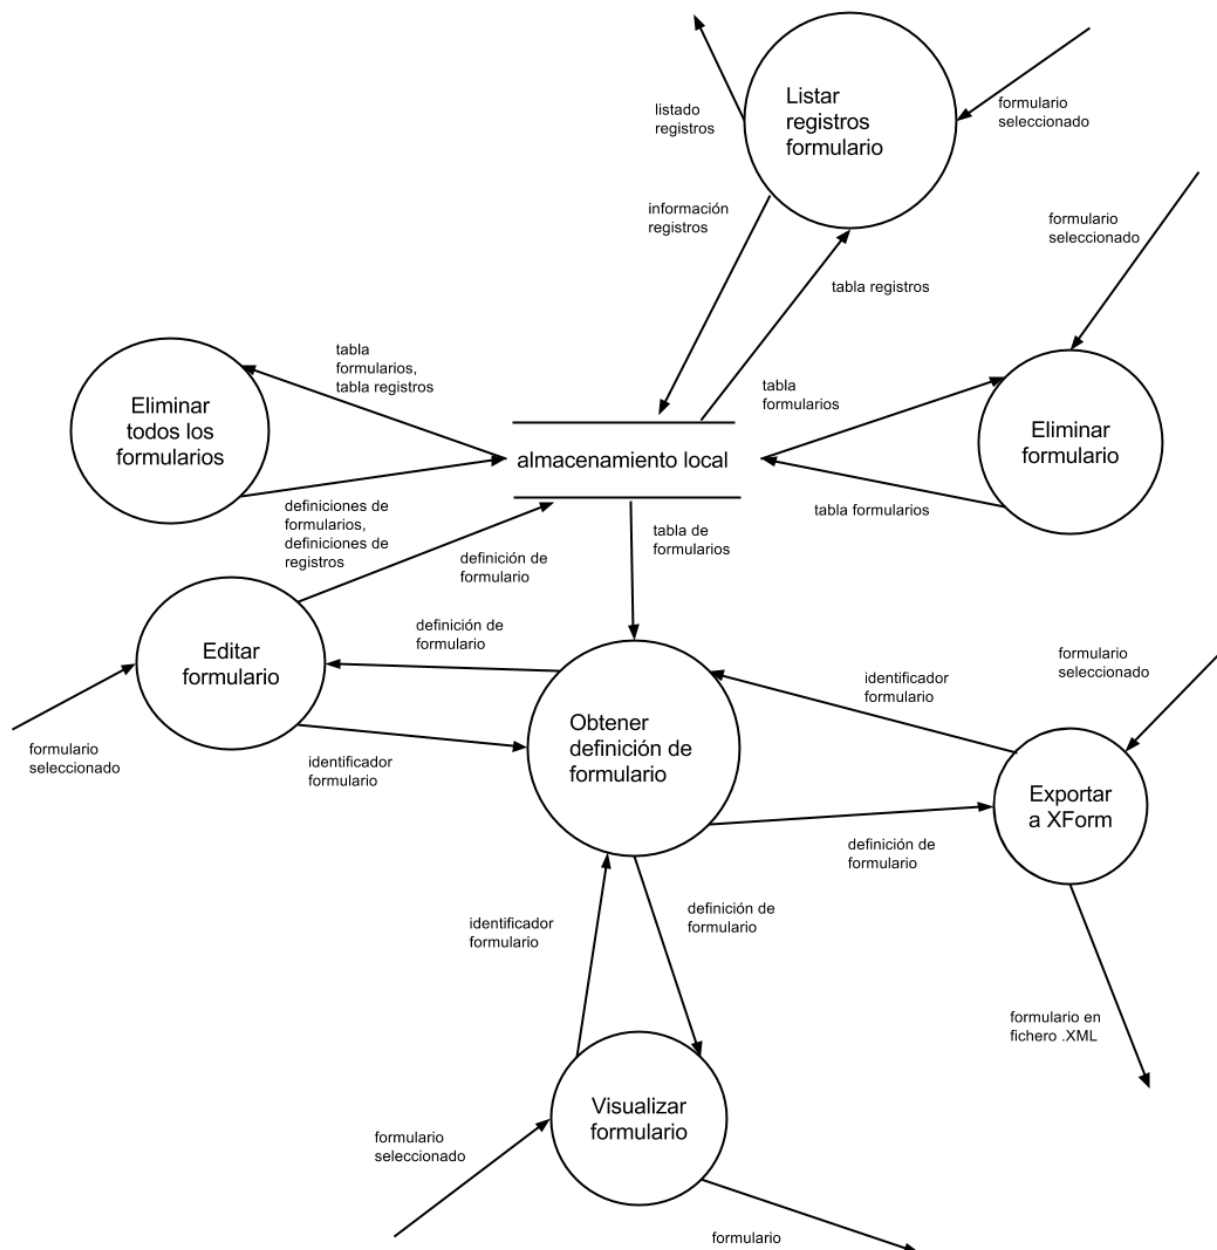 Listar
registros
formulario
listado
registros
formulario
seleccionado
información
registros
formulario
seleccionado
tabla registros
tabla
formularios,
tabla registros
tabla
formularios
Eliminar
todos los
formularios
almacenamiento local
Eliminar
formulario
definiciones de
formularios,
definiciones de
registros
definición de
formulario
tabla de
formularios
tabla formularios
Editar
formulario
definición de
formulario
identificador
formulario
formulario
seleccionado
formulario
seleccionado
identificador
formulario
Obtener
definición de
formulario
Exportar
a XForm
definición de
formulario
identificador
formulario
definición de
formulario
formulario en
fichero .XML
Visualizar
formulario
formulario
seleccionado
formulario